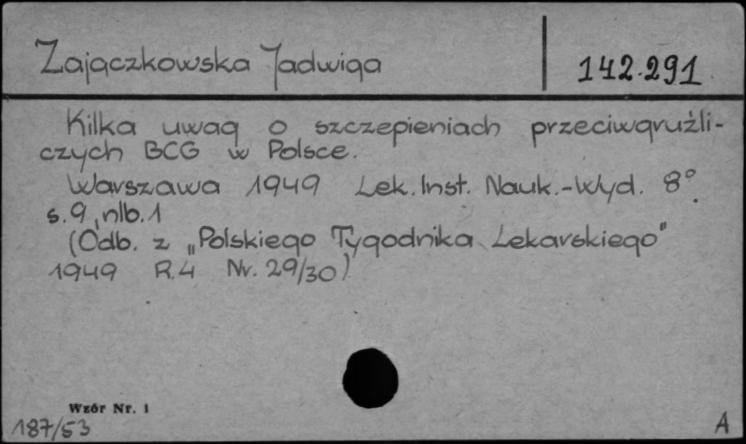 Zajączkowska Jadwiga
142.291
Kilka uwag o szczepieniach przeciwgruźli-
czych BCG w Polsce.
Warszawa 1949 Lek. Inst. Nauk.-Wyd. 8°.
s. 9, nlb. 1
(Odb. z „Polskiego Tygodnika Lekarskiego"
1949 R.4 Nr. 29/30)
Wzór Nr. 1
187/53
A